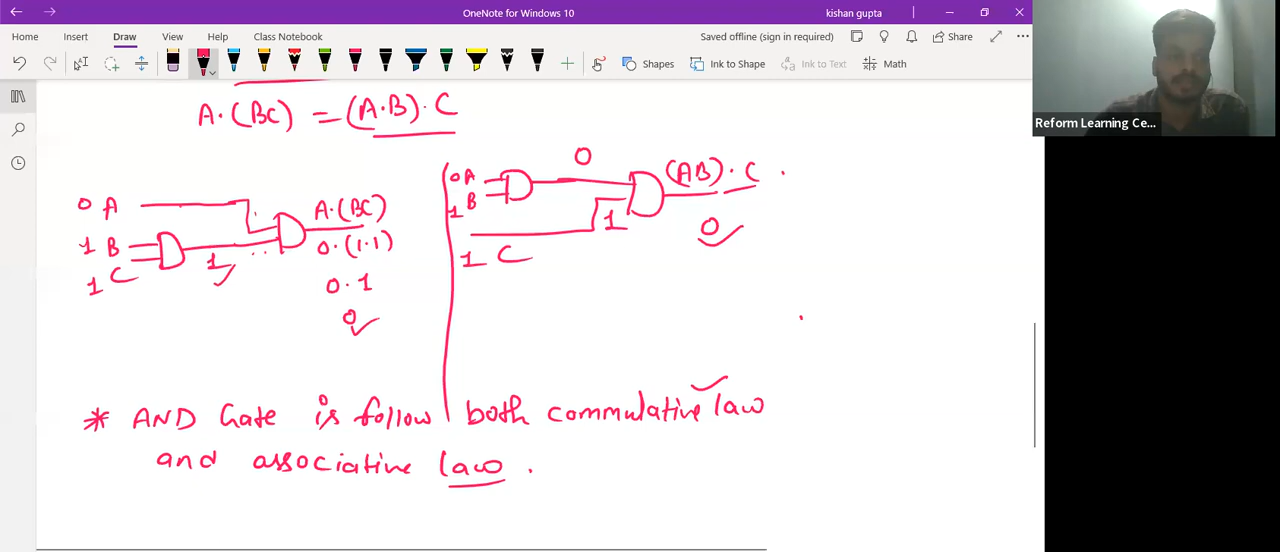 OneNote for Windows 10
kishan gupta
Home Insert Draw View Help Class Notebook
Saved offline (sign in required)
Share
Shapes
Ink to Shape
Ink to Text
Math
Reform Learning Ce...
A·(BC) = (A·B)·C
0 A
1 B
1 C
1
A·(BC)
0·(1·1)
0·1
0
0 A
1 B
1 C
0
1
(AB)·C
0
* AND Gate is follow both commulative law
and associative law.